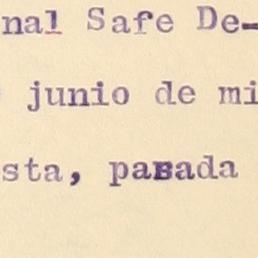 nal Safe De-
junio de mi
sta, pasada